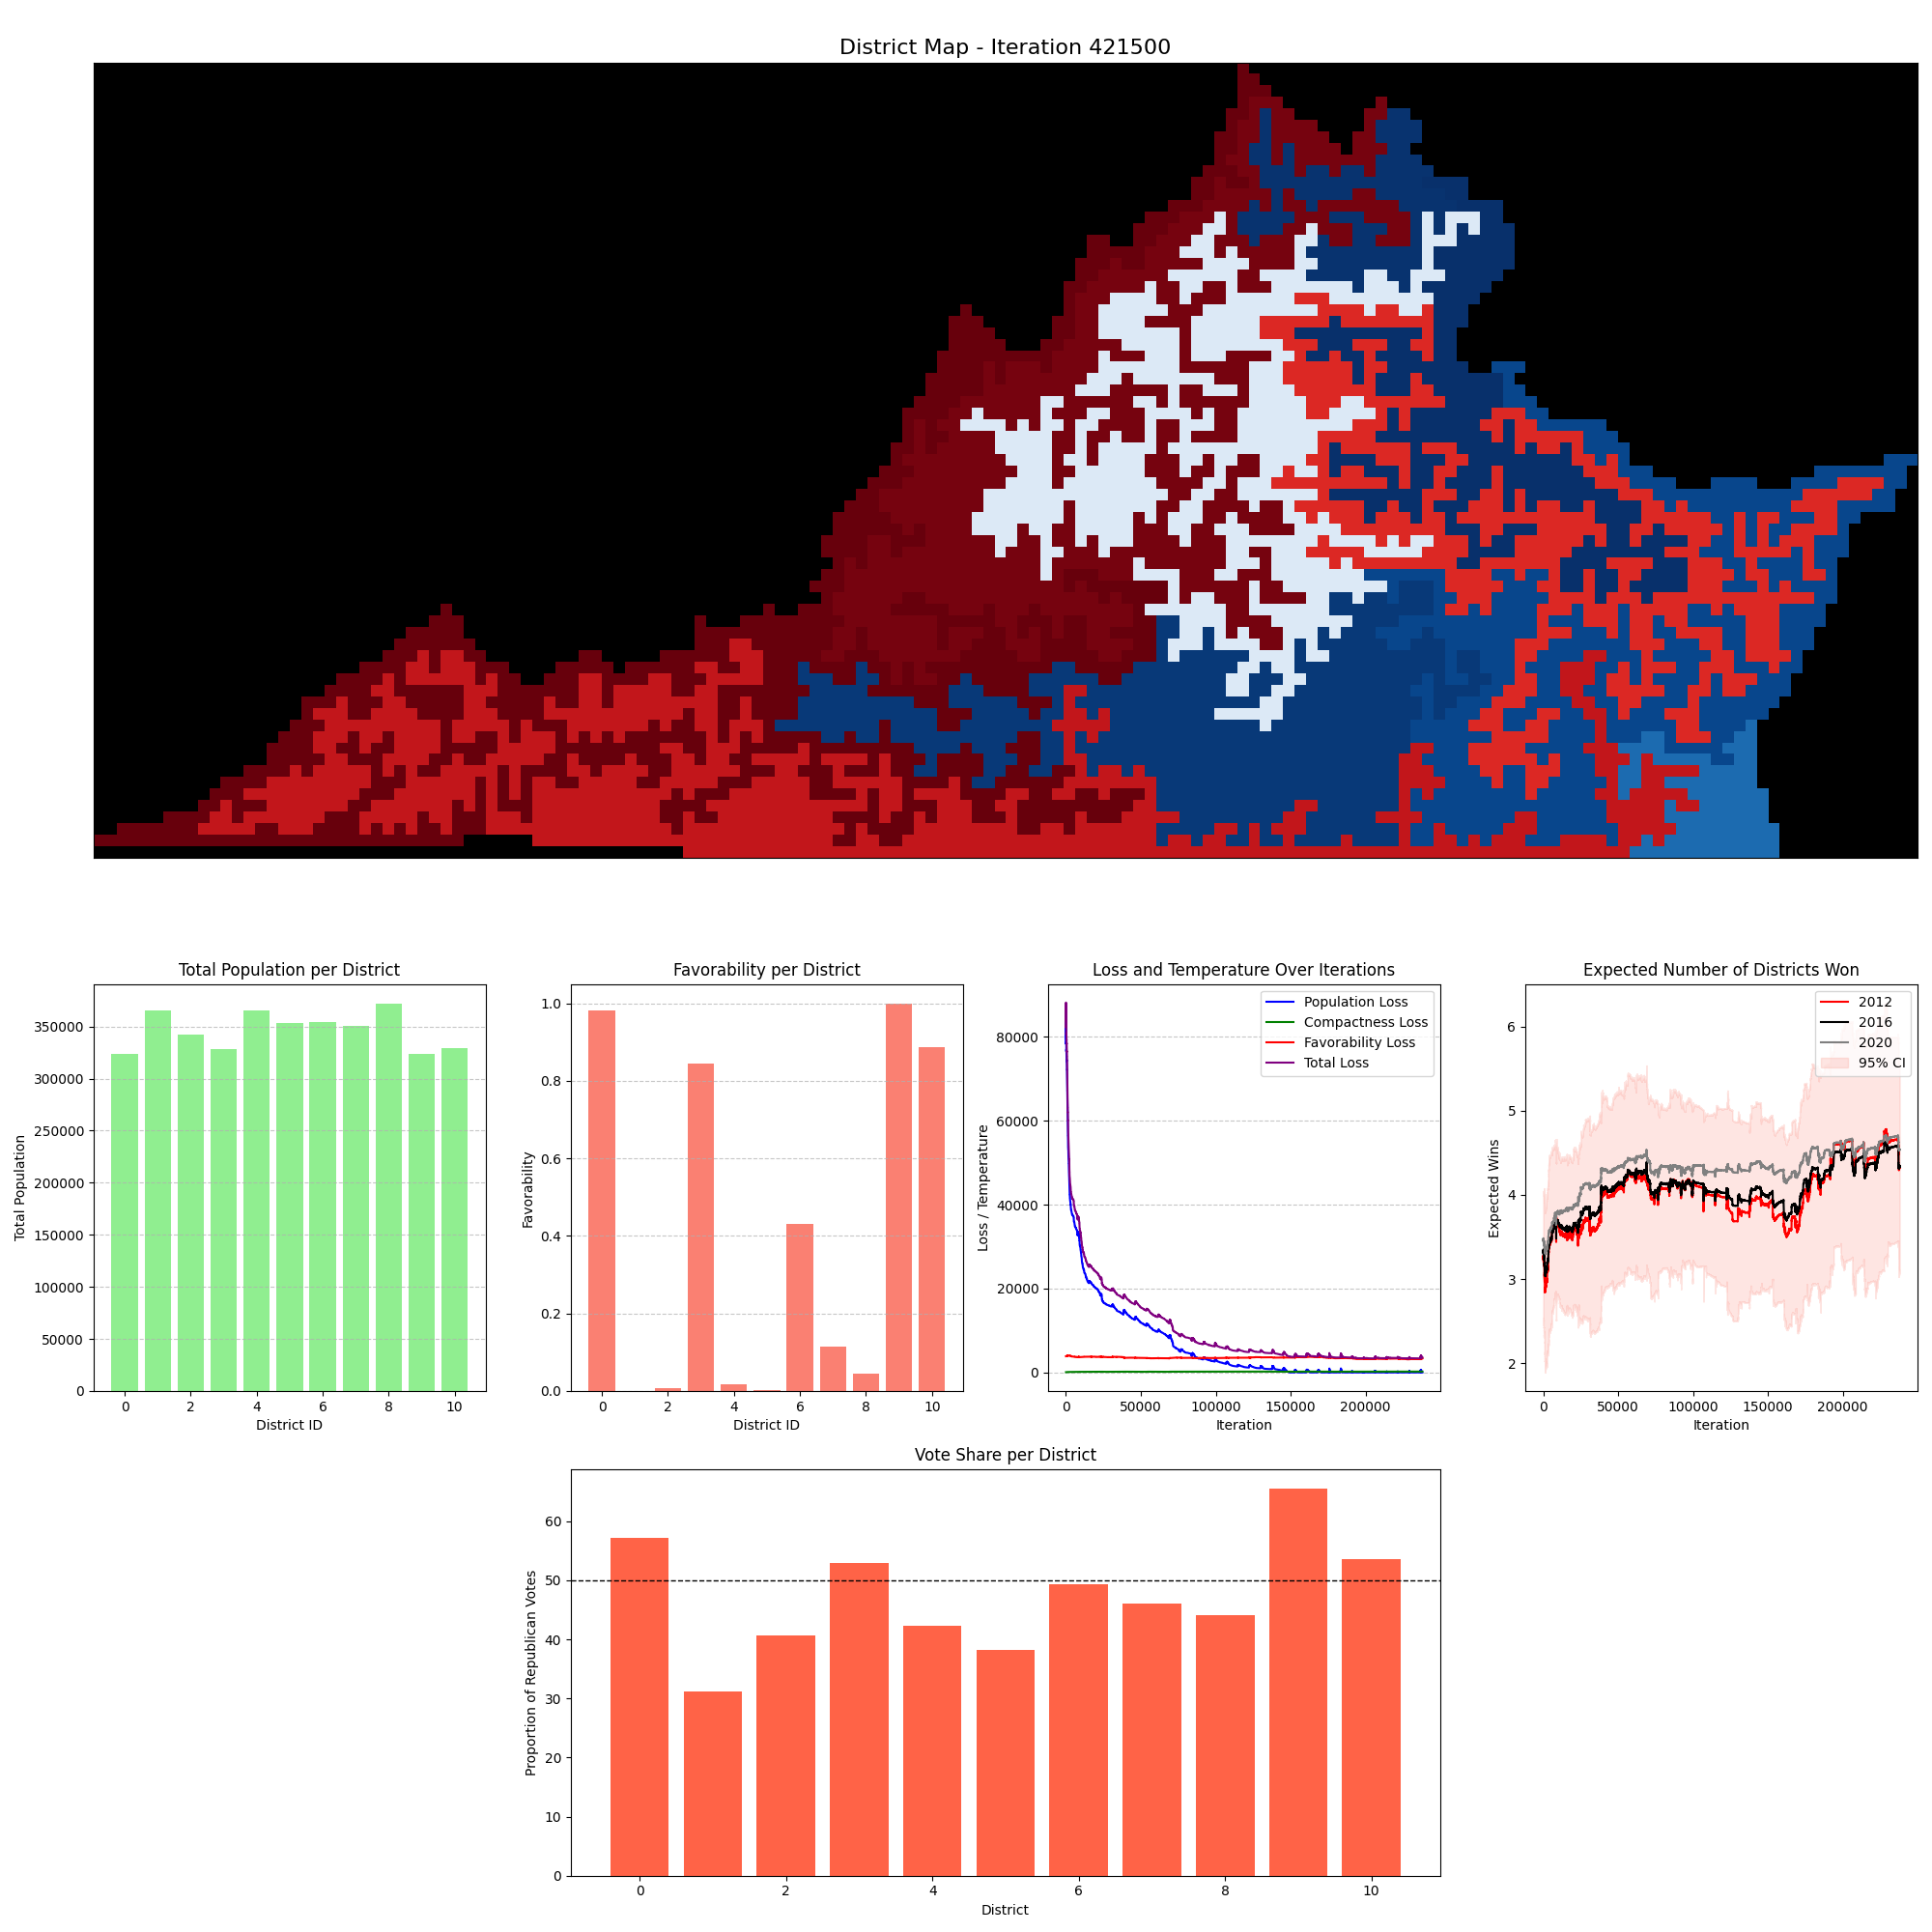 District Map - Iteration 421500
Total Population per District
Total Population
0
50000
100000
150000
200000
250000
300000
350000
0 2 4 6 8 10
District ID
Favorability per District
Favorability
0.0
0.2
0.4
0.6
0.8
1.0
0 2 4 6 8 10
District ID
Loss and Temperature Over Iterations
Loss / Temperature
0
20000
40000
60000
80000
Population Loss
Compactness Loss
Favorability Loss
Total Loss
0 50000 100000 150000 200000
Iteration
Expected Number of Districts Won
Expected Wins
2
3
4
5
6
2012
2016
2020
95% CI
0 50000 100000 150000 200000
Iteration
Vote Share per District
Proportion of Republican Votes
0
10
20
30
40
50
60
0 2 4 6 8 10
District